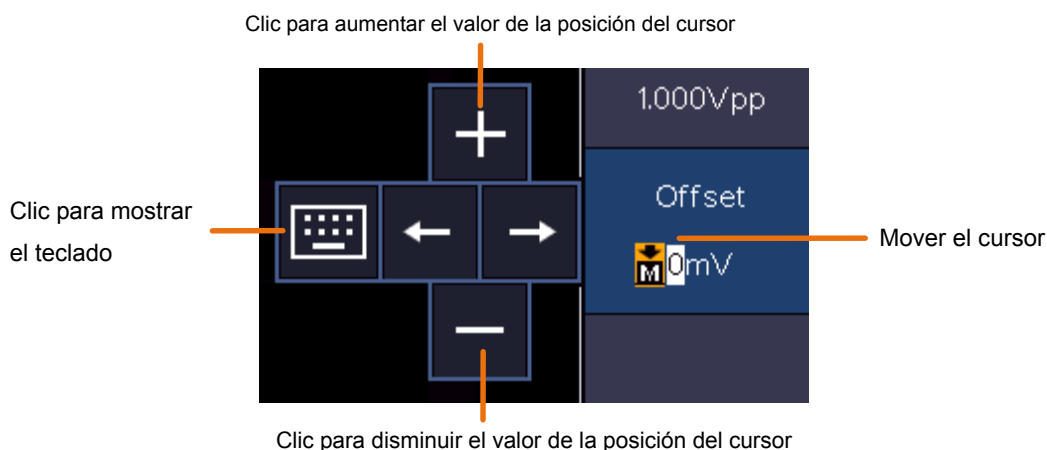 Clic para aumentar el valor de la posición del cursor
1.000Vpp
Offset
M 0mV
Clic para mostrar
el teclado
Mover el cursor
Clic para disminuir el valor de la posición del cursor